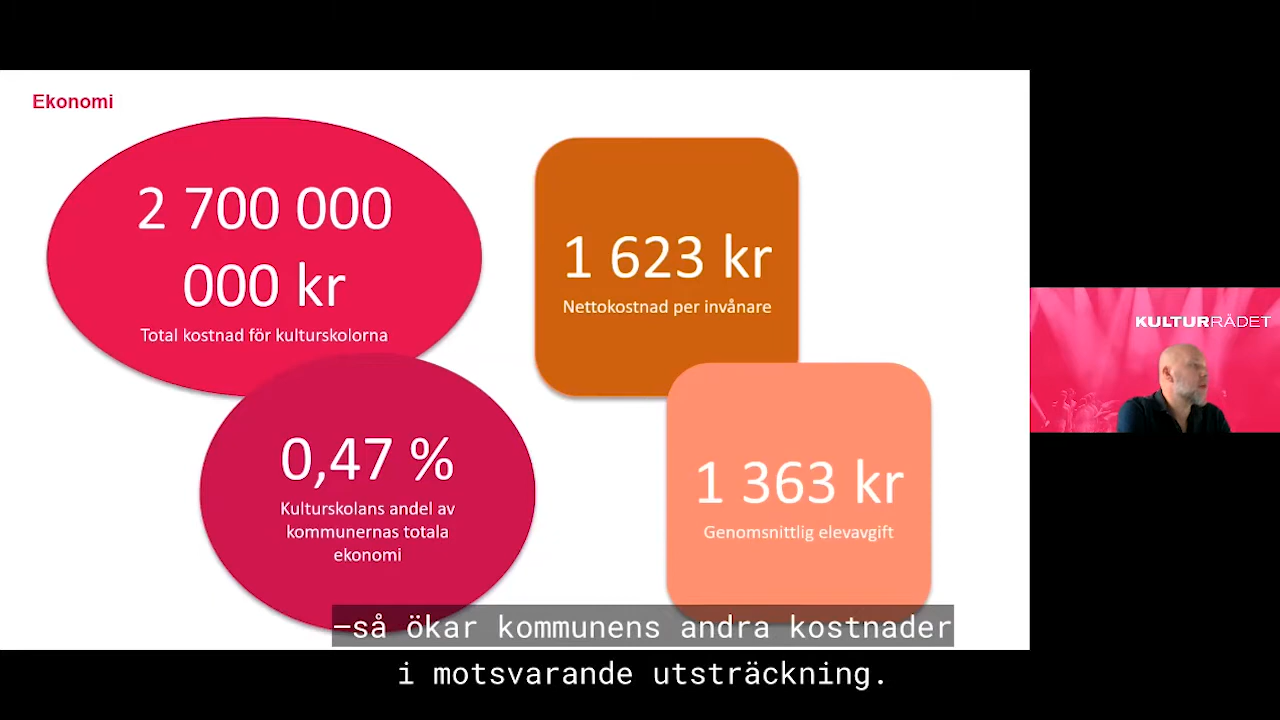 Ekonomi
2 700 000
000 kr
Total kostnad för kulturskolorna
1 623 kr
Nettokostnad per invånare
0,47 %
Kulturskolans andel av
kommunernas totala
ekonomi
1 363 kr
Genomsnittlig elevavgift
KULTURRÅDET
–så ökar kommunens andra kostnader
i motsvarande utsträckning.